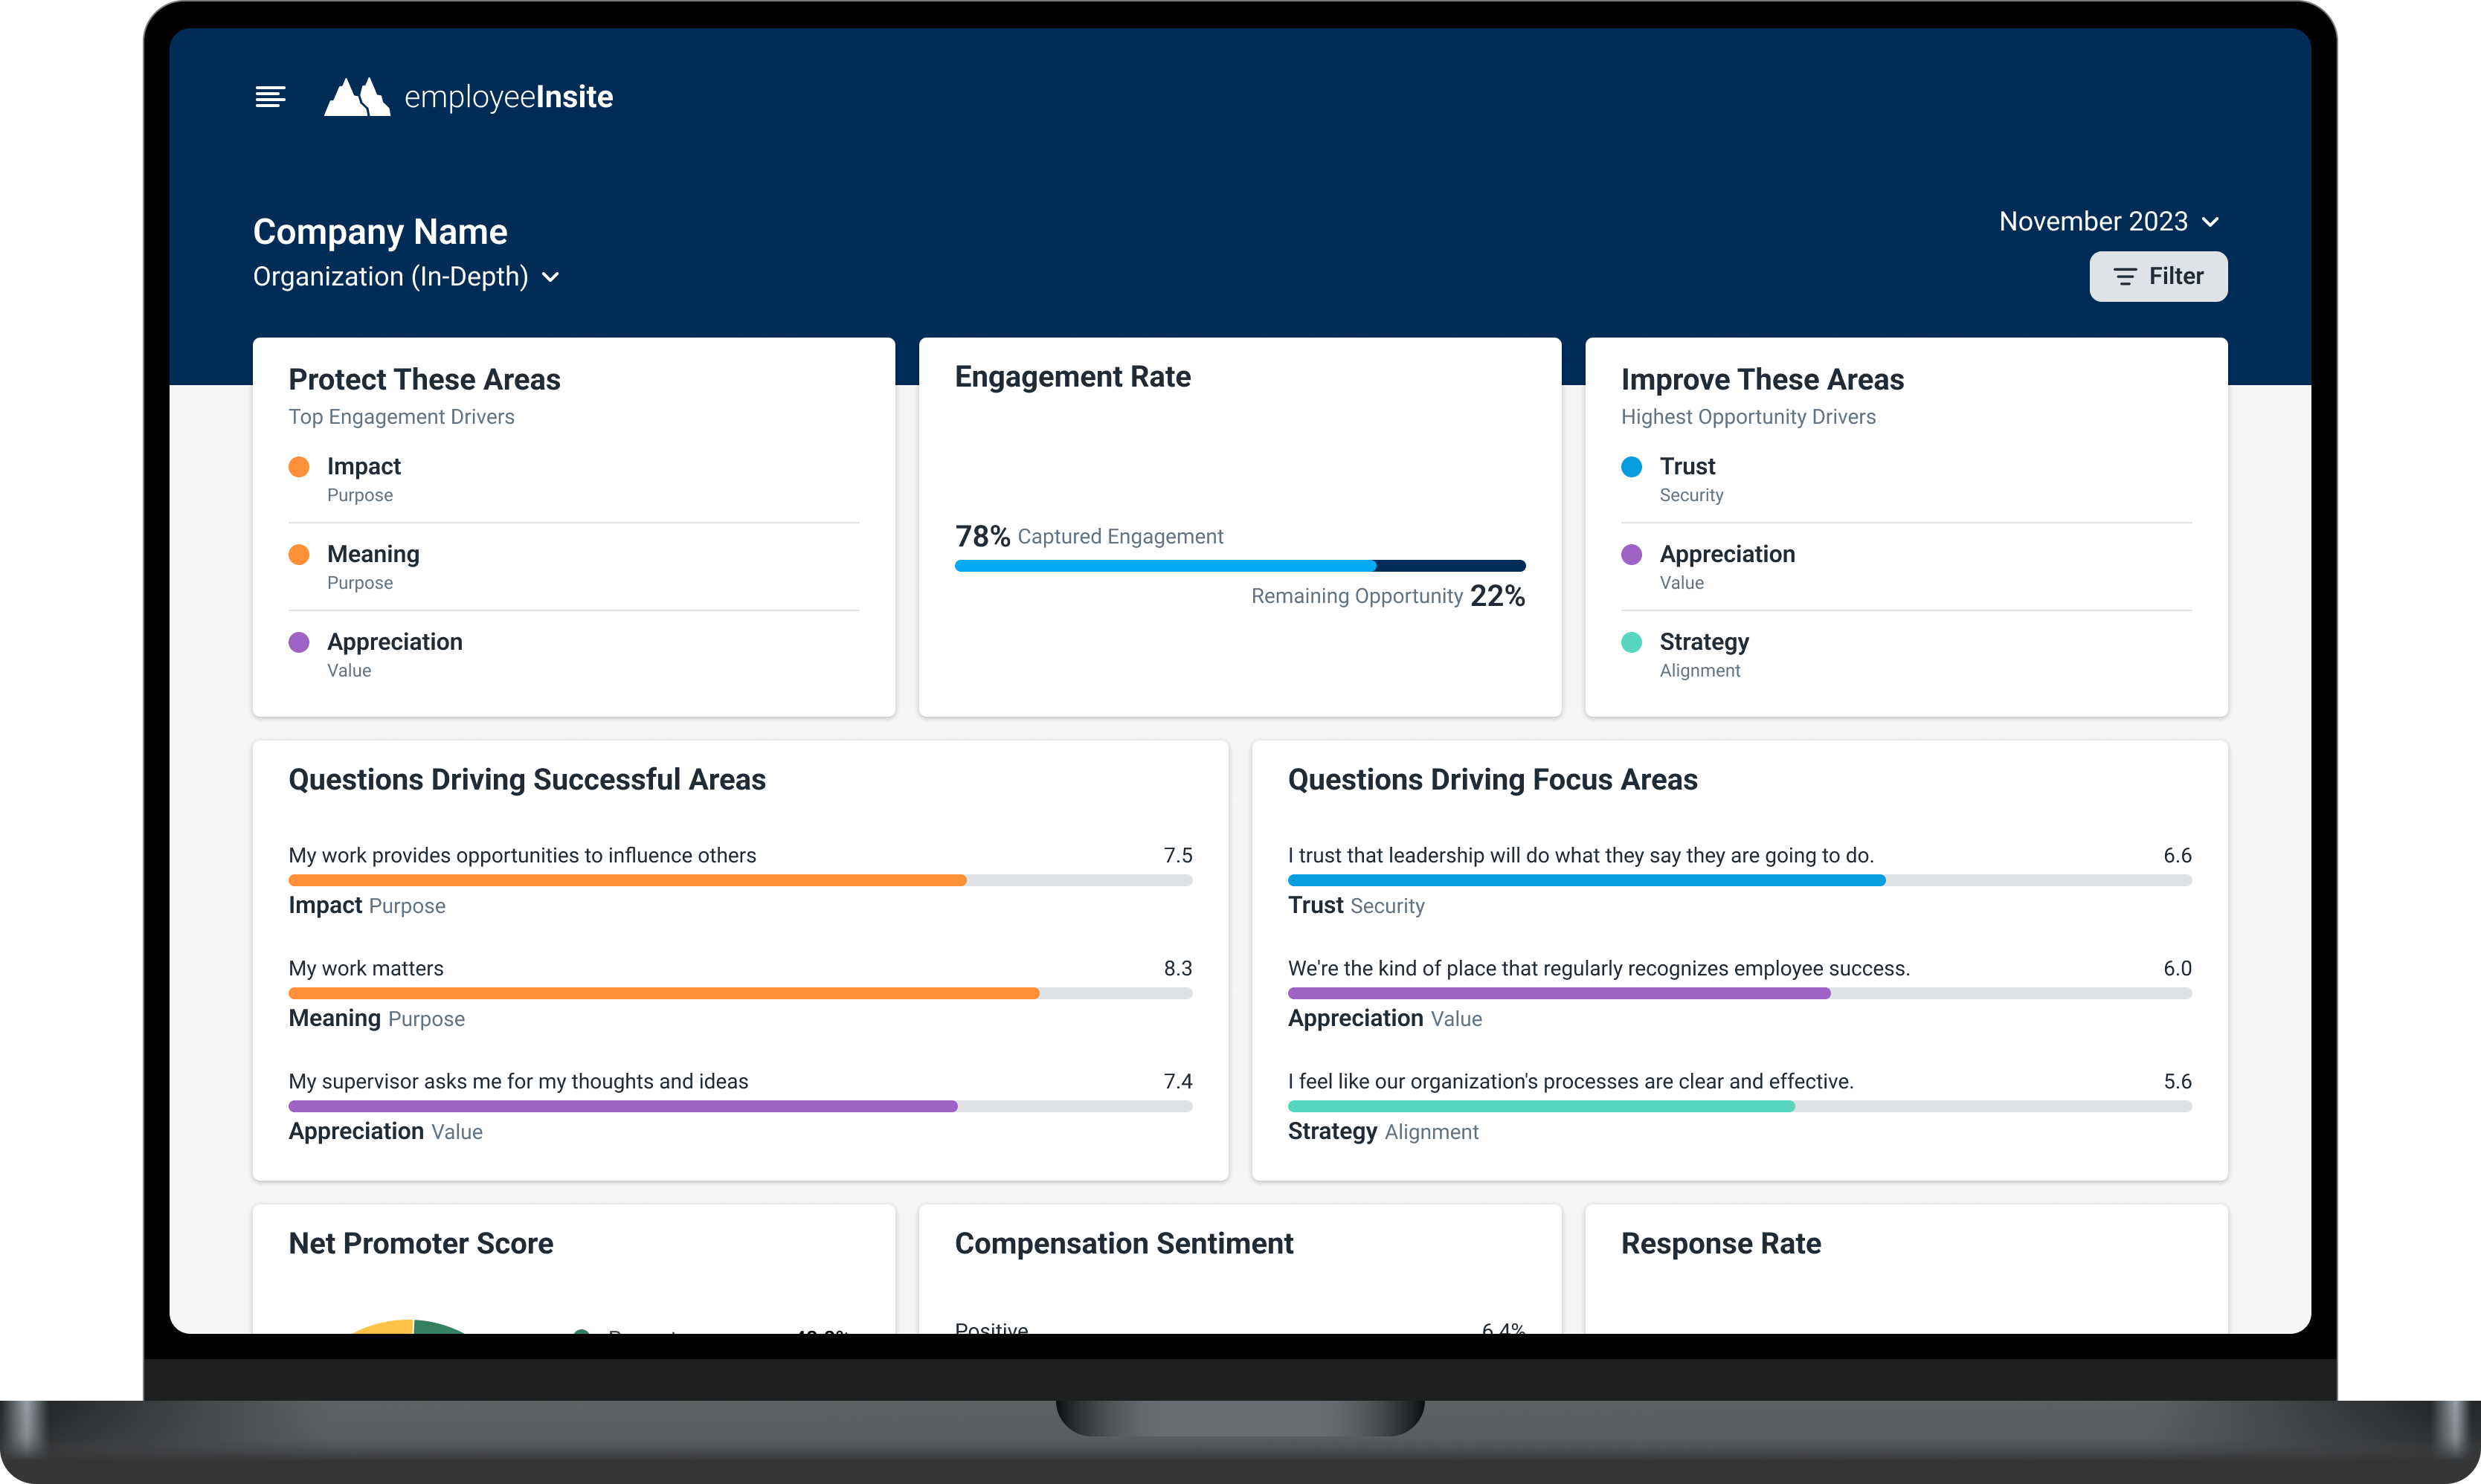 employeeInsite
Company Name
Organization (In-Depth)
November 2023
Filter
Protect These Areas
Top Engagement Drivers
Impact
Purpose
Meaning
Purpose
Appreciation
Value
Engagement Rate
78% Captured Engagement
Remaining Opportunity 22%
Improve These Areas
Highest Opportunity Drivers
Trust
Security
Appreciation
Value
Strategy
Alignment
Questions Driving Successful Areas
My work provides opportunities to influence others 7.5
Impact Purpose
My work matters 8.3
Meaning Purpose
My supervisor asks me for my thoughts and ideas 7.4
Appreciation Value
Questions Driving Focus Areas
I trust that leadership will do what they say they are going to do. 6.6
Trust Security
We're the kind of place that regularly recognizes employee success. 6.0
Appreciation Value
I feel like our organization's processes are clear and effective. 5.6
Strategy Alignment
Net Promoter Score
Compensation Sentiment
Positive 6.4%
Response Rate